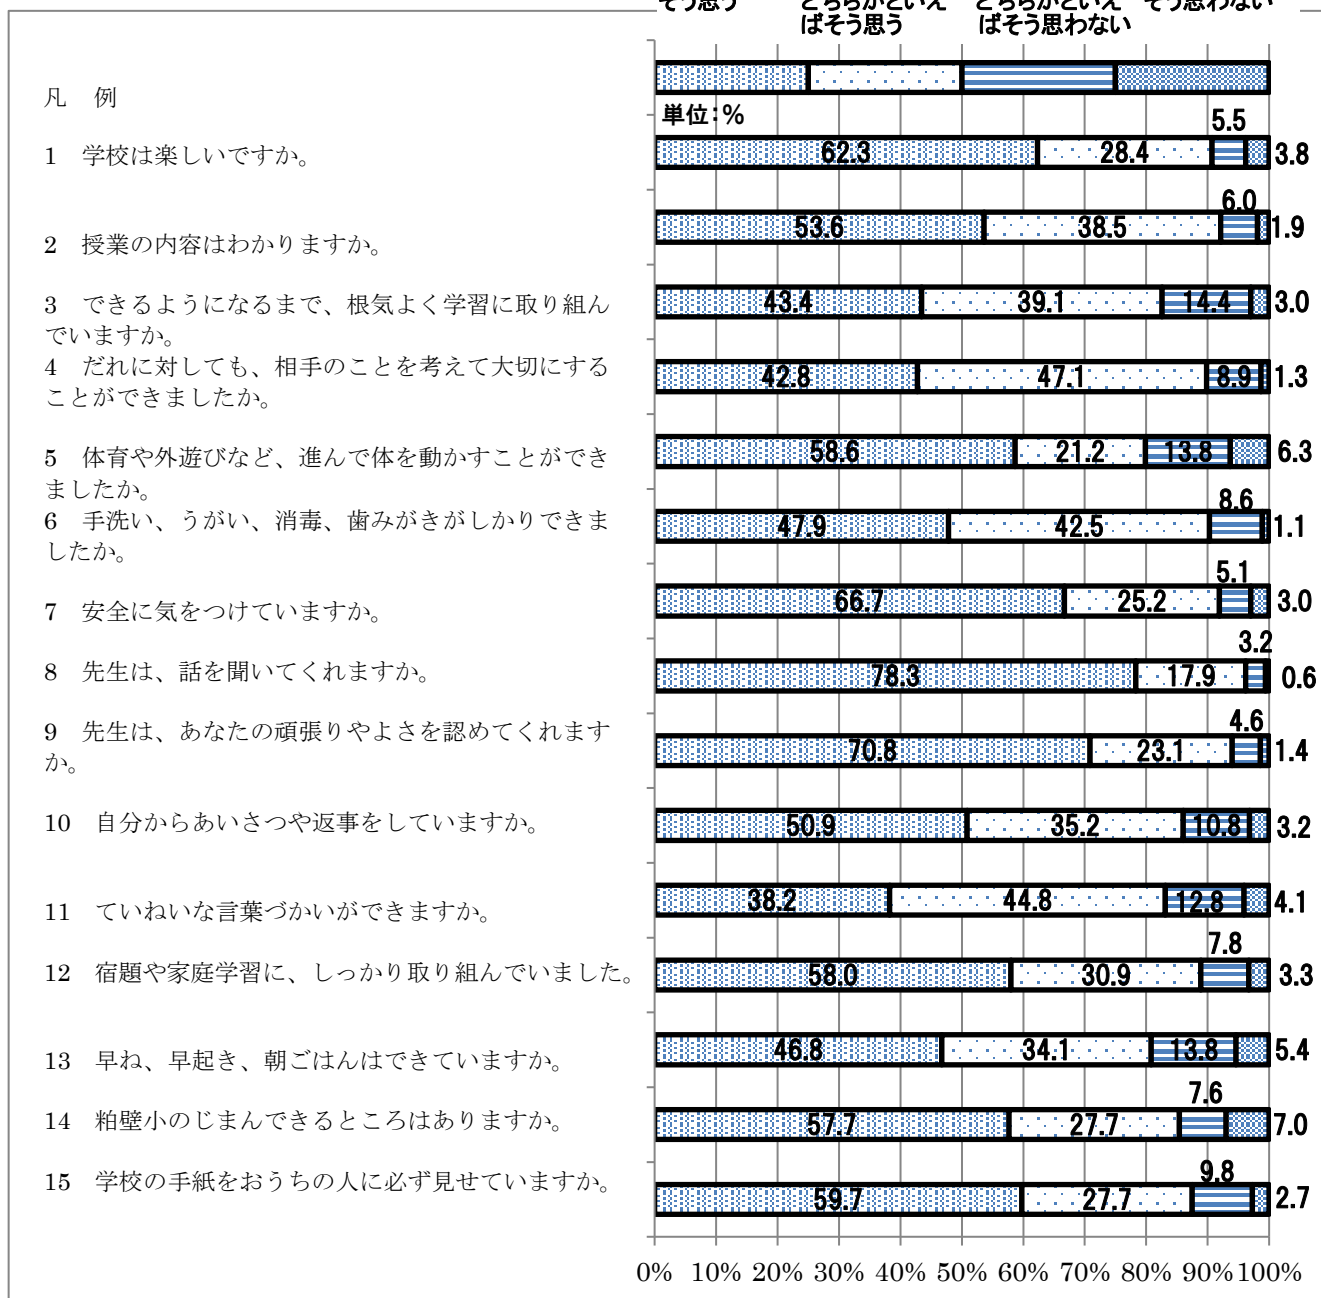 そう思う　どちらかといえ　どちらかといえ　そう思わない
ばそう思う　ばそう思わない
凡　例
単位：%
1　学校は楽しいですか。
62.3 28.4 5.5 3.8
2　授業の内容はわかりますか。
53.6 38.5 6.0 1.9
3　できるようになるまで、根気よく学習に取り組ん
でいますか。
43.4 39.1 14.4 3.0
4　だれに対しても、相手のことを考えて大切にする
ことができましたか。
42.8 47.1 8.9 1.3
5　体育や外遊びなど、進んで体を動かすことができ
ましたか。
58.6 21.2 13.8 6.3
6　手洗い、うがい、消毒、歯みがきがしかりできま
したか。
47.9 42.5 8.6 1.1
7　安全に気をつけていますか。
66.7 25.2 5.1 3.0
8　先生は、話を聞いてくれますか。
78.3 17.9 3.2 0.6
9　先生は、あなたの頑張りやよさを認めてくれます
か。
70.8 23.1 4.6 1.4
10　自分からあいさつや返事をしていますか。
50.9 35.2 10.8 3.2
11　ていねいな言葉づかいができますか。
38.2 44.8 12.8 4.1
12　宿題や家庭学習に、しっかり取り組んでいました。
58.0 30.9 7.8 3.3
13　早ね、早起き、朝ごはんはできていますか。
46.8 34.1 13.8 5.4
14　粕壁小のじまんできるところはありますか。
57.7 27.7 7.6 7.0
15　学校の手紙をおうちの人に必ず見せていますか。
59.7 27.7 9.8 2.7
0% 10% 20% 30% 40% 50% 60% 70% 80% 90% 100%